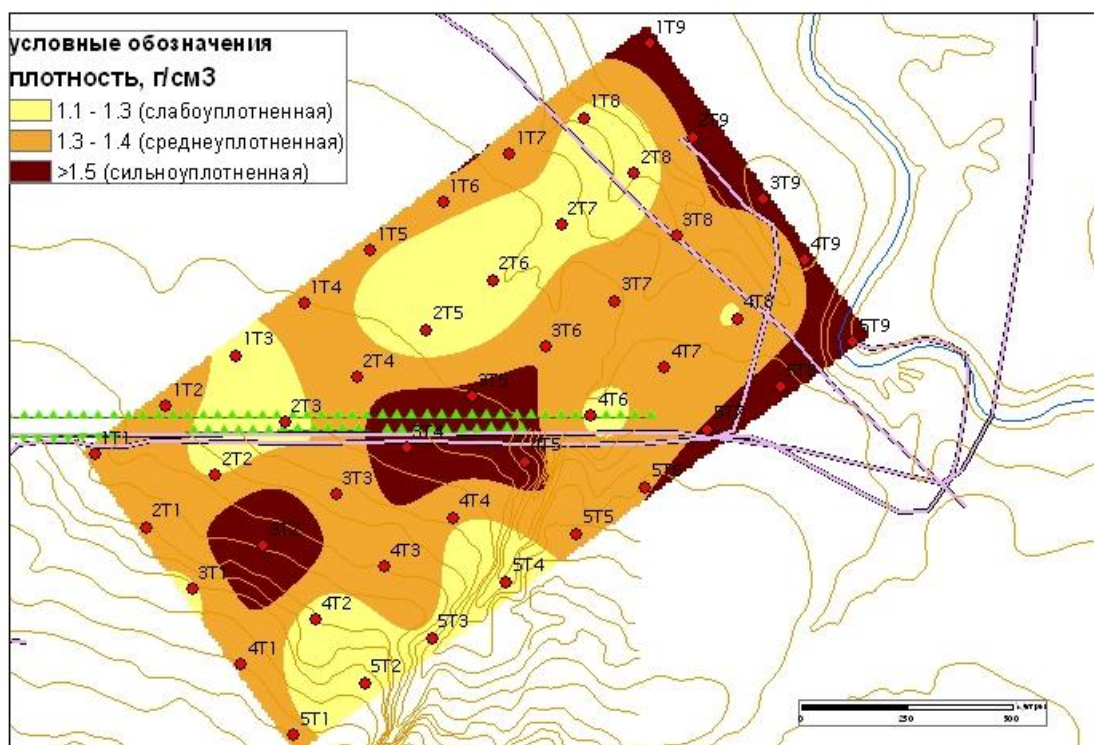 условные обозначения
плотность, г/см3
1.1 - 1.3 (слабоуплотненная)
1.3 - 1.4 (среднеуплотненная)
>1.5 (сильноуплотненная)
1T9
1T8
2T9
1T7
2T8
1T6
3T9
2T7
3T8
1T5
4T9
2T6
1T4
3T7
4T8
2T5
5T9
3T6
1T3
4T7
2T4
1T2
4T6
2T3
1T1
2T2
3T3
4T4
5T5
2T1
4T3
3T1
5T4
4T2
5T3
4T1
5T2
5T1
0
250
500